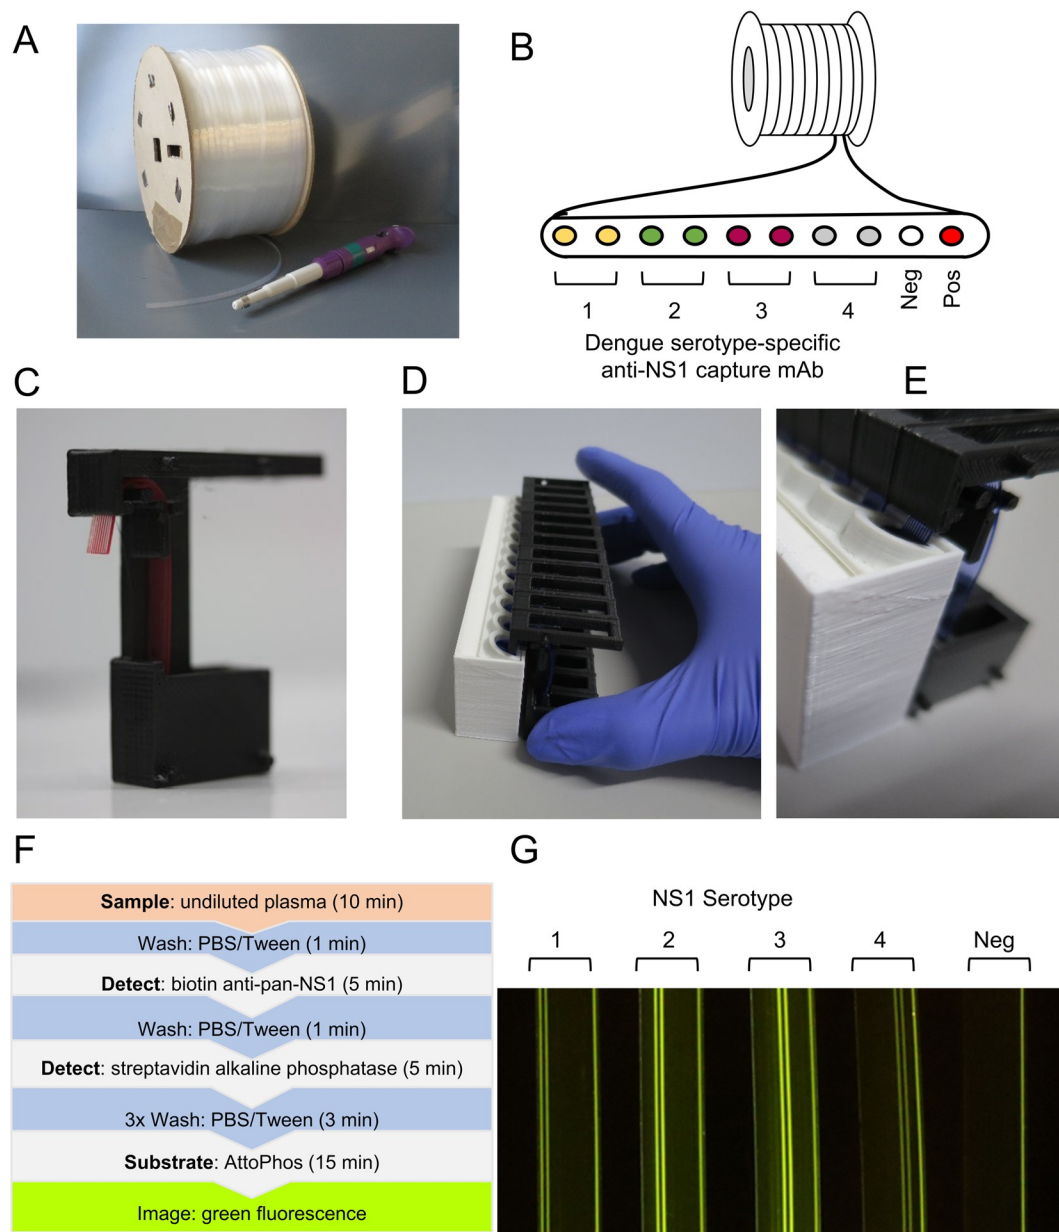 A
B
1
2
3
4
Neg
Pos
Dengue serotype-specific
anti-NS1 capture mAb
C
D
E
F
Sample: undiluted plasma (10 min)
Wash: PBS/Tween (1 min)
Detect: biotin anti-pan-NS1 (5 min)
Wash: PBS/Tween (1 min)
Detect: streptavidin alkaline phosphatase (5 min)
3x Wash: PBS/Tween (3 min)
Substrate: AttoPhos (15 min)
Image: green fluorescence
G
NS1 Serotype
1
2
3
4
Neg